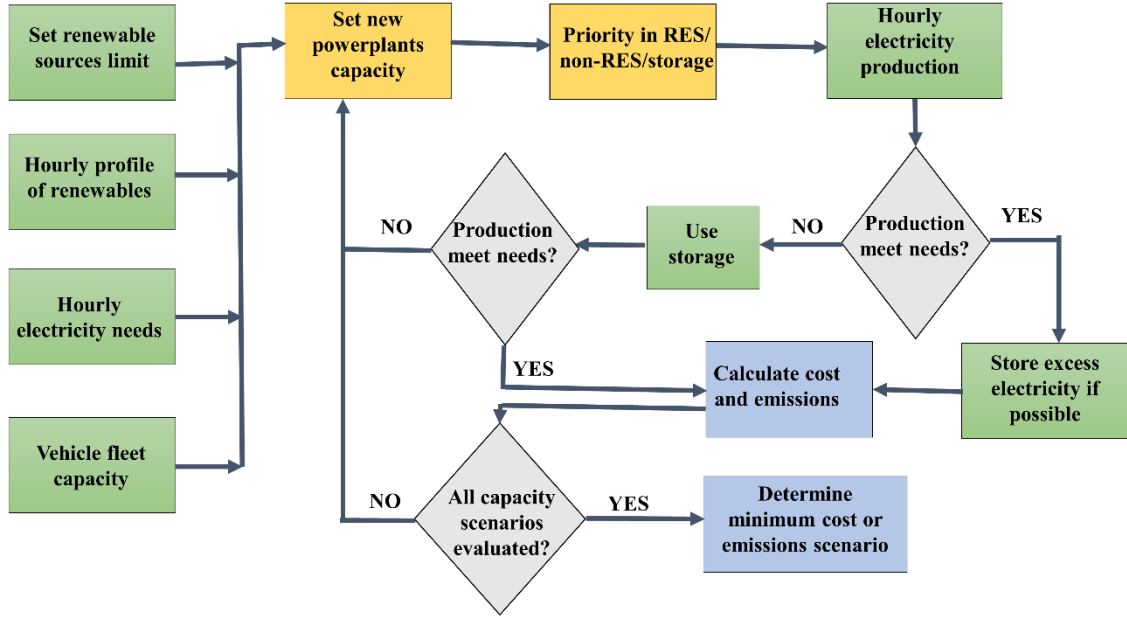 Set renewable
sources limit
Set new
powerplants
capacity
Priority in RES/
non-RES/storage
Hourly
electricity
production
Hourly profile
of renewables
NO
Production
meet needs?
Use
storage
NO
Production
meet needs?
YES
Hourly
electricity needs
YES
Calculate cost
and emissions
Store excess
electricity if
possible
Vehicle fleet
capacity
NO
All capacity
scenarios
evaluated?
YES
Determine
minimum cost or
emissions scenario